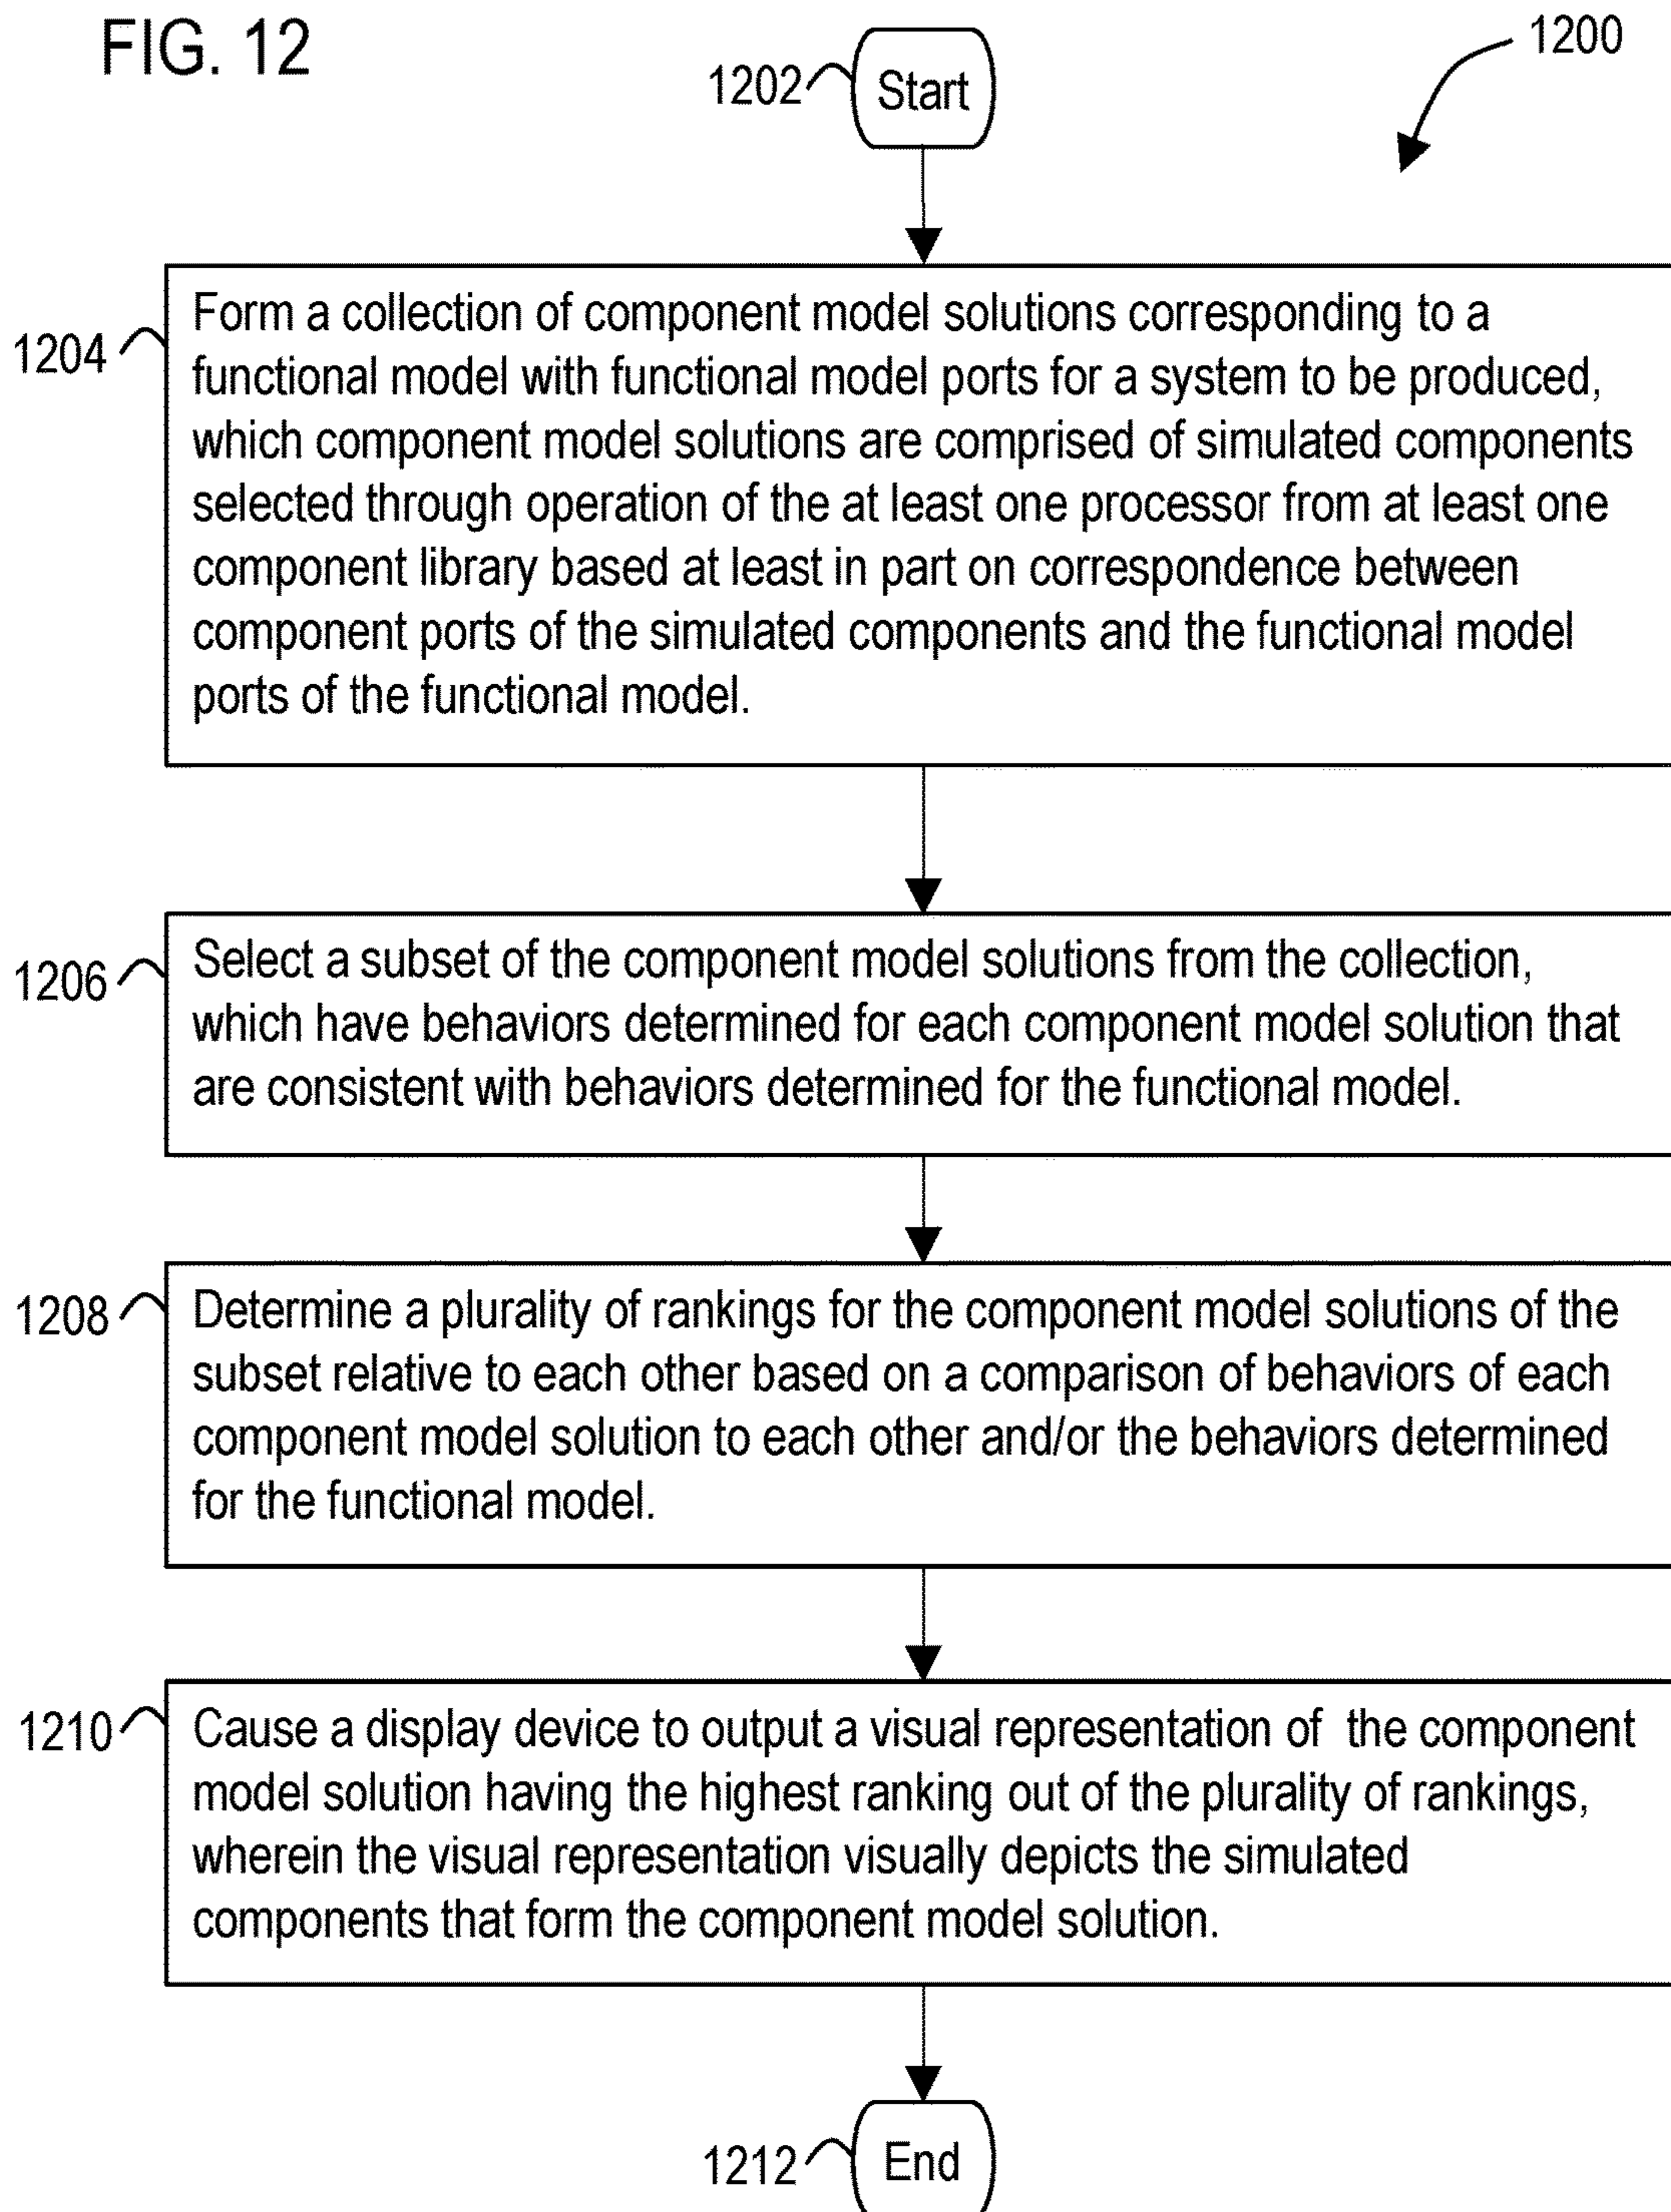 FIG. 12
1200
1202
Start
1204
Form a collection of component model solutions corresponding to a
functional model with functional model ports for a system to be produced,
which component model solutions are comprised of simulated components
selected through operation of the at least one processor from at least one
component library based at least in part on correspondence between
component ports of the simulated components and the functional model
ports of the functional model.
1206
Select a subset of the component model solutions from the collection,
which have behaviors determined for each component model solution that
are consistent with behaviors determined for the functional model.
1208
Determine a plurality of rankings for the component model solutions of the
subset relative to each other based on a comparison of behaviors of each
component model solution to each other and/or the behaviors determined
for the functional model.
1210
Cause a display device to output a visual representation of the component
model solution having the highest ranking out of the plurality of rankings,
wherein the visual representation visually depicts the simulated
components that form the component model solution.
1212
End